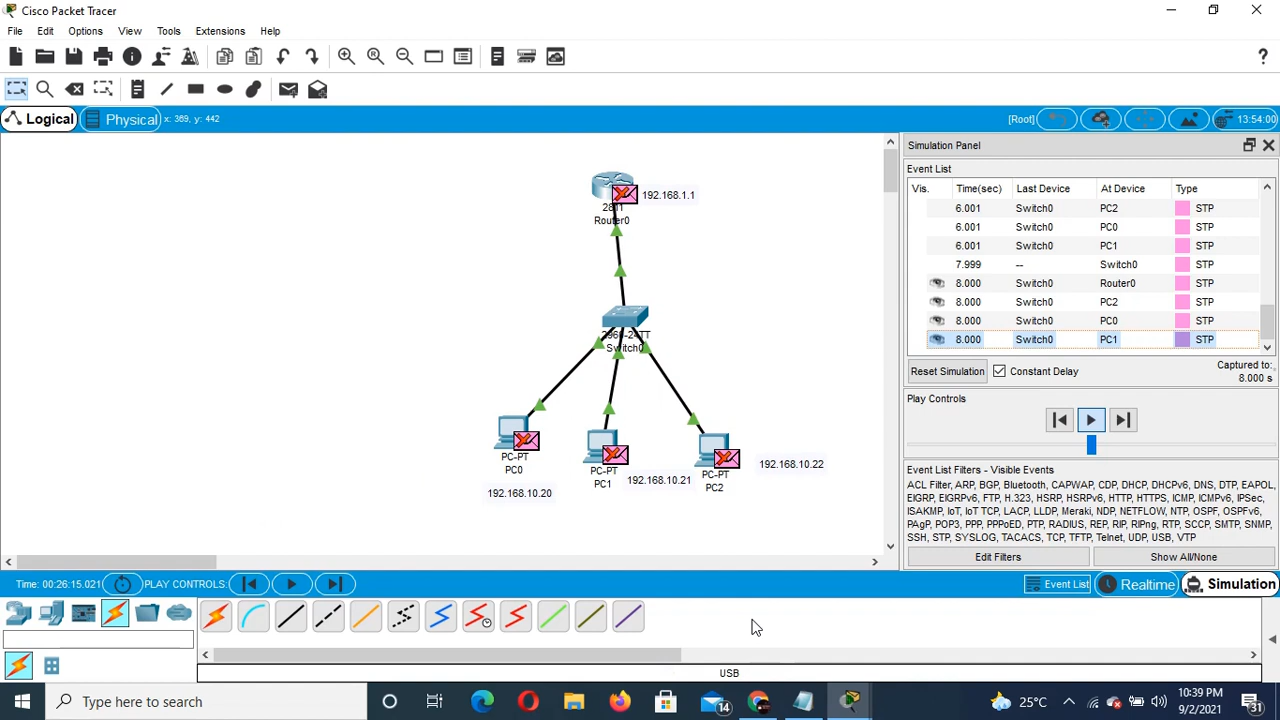 Cisco Packet Tracer
File Edit Options View Tools Extensions Help
Logical Physical x: 369, y: 442 [Root] 13:54:00
Simulation Panel
Event List
Vis. Time(sec) Last Device At Device Type
6.001 Switch0 PC2 STP
6.001 Switch0 PC0 STP
6.001 Switch0 PC1 STP
7.999 -- Switch0 STP
8.000 Switch0 Router0 STP
8.000 Switch0 PC2 STP
8.000 Switch0 PC0 STP
8.000 Switch0 PC1 STP
Reset Simulation Constant Delay Captured to:
8.000 s
Play Controls
Event List Filters - Visible Events
ACL Filter, ARP, BGP, Bluetooth, CAPWAP, CDP, DHCP, DHCPv6, DNS, DTP, EAPOL,
EIGRP, EIGRPv6, FTP, H.323, HSRP, HSRPv6, HTTP, HTTPS, ICMP, ICMPv6, IPSec,
ISAKMP, IoT, IoT TCP, LACP, LLDP, Meraki, NDP, NETFLOW, NTP, OSPF, OSPFv6,
PAgP, POP3, PPP, PPPoED, PTP, RADIUS, REP, RIP, RIPng, RTP, SCCP, SMTP, SNMP,
SSH, STP, SYSLOG, TACACS, TCP, TFTP, Telnet, UDP, USB, VTP
Edit Filters Show All/None
192.168.1.1
2811
Router0
2960-24TT
Switch0
PC-PT
PC0
192.168.10.20
PC-PT
PC1
192.168.10.21
PC-PT
PC2
192.168.10.22
Time: 00:26:15.021 PLAY CONTROLS: Event List Realtime Simulation
USB
Type here to search
14
25°C
10:39 PM
9/2/2021
31